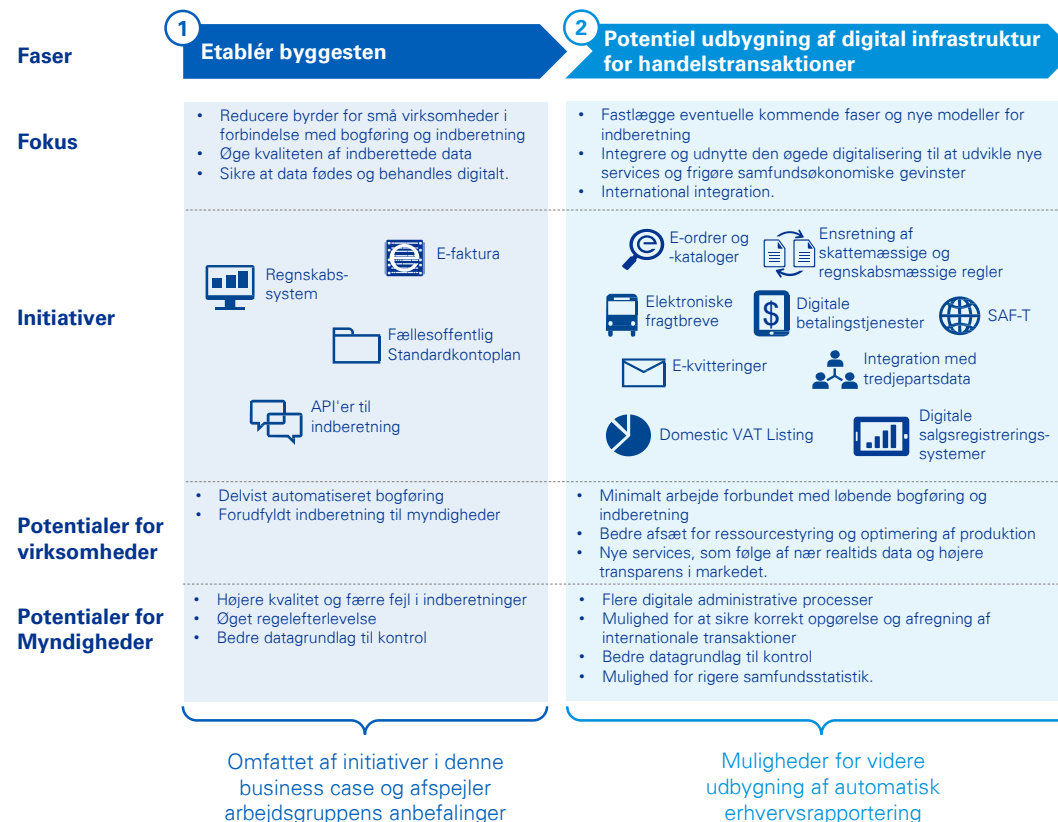 Faser
1
Etablér byggesten
2
Potentiel udbygning af digital infrastruktur
for handelstransaktioner
Fokus
• Reducere byrder for små virksomheder i
forbindelse med bogføring og indberetning
• Øge kvaliteten af indberettede data
• Sikre at data fødes og behandles digitalt.
• Fastlægge eventuelle kommende faser og nye modeller for
indberetning
• Integrere og udnytte den øgede digitalisering til at udvikle nye
services og frigøre samfundsøkonomiske gevinster
• International integration.
Initiativer
E-faktura
Regnskabs-
system
Fællesoffentlig
Standardkontoplan
API'er til
indberetning
E-ordrer og
-kataloger
Ensretning af
skattemæssige og
regnskabsmæssige regler
Elektroniske
fragtbreve
Digitale
betalingstjenester
SAF-T
E-kvitteringer
Integration med
tredjepartsdata
Domestic VAT Listing
Digitale
salgsregistrerings-
systemer
Potentialer for
virksomheder
• Delvist automatiseret bogføring
• Forudfyldt indberetning til myndigheder
• Minimalt arbejde forbundet med løbende bogføring og
indberetning
• Bedre afsæt for ressourcestyring og optimering af produktion
• Nye services, som følge af nær realtids data og højere
transparens i markedet.
Potentialer for
Myndigheder
• Højere kvalitet og færre fejl i indberetninger
• Øget regelefterlevelse
• Bedre datagrundlag til kontrol
• Flere digitale administrative processer
• Mulighed for at sikre korrekt opgørelse og afregning af
internationale transaktioner
• Bedre datagrundlag til kontrol
• Mulighed for rigere samfundsstatistik.
Omfattet af initiativer i denne
business case og afspejler
arbejdsgruppens anbefalinger
Muligheder for videre
udbygning af automatisk
erhvervsrapportering